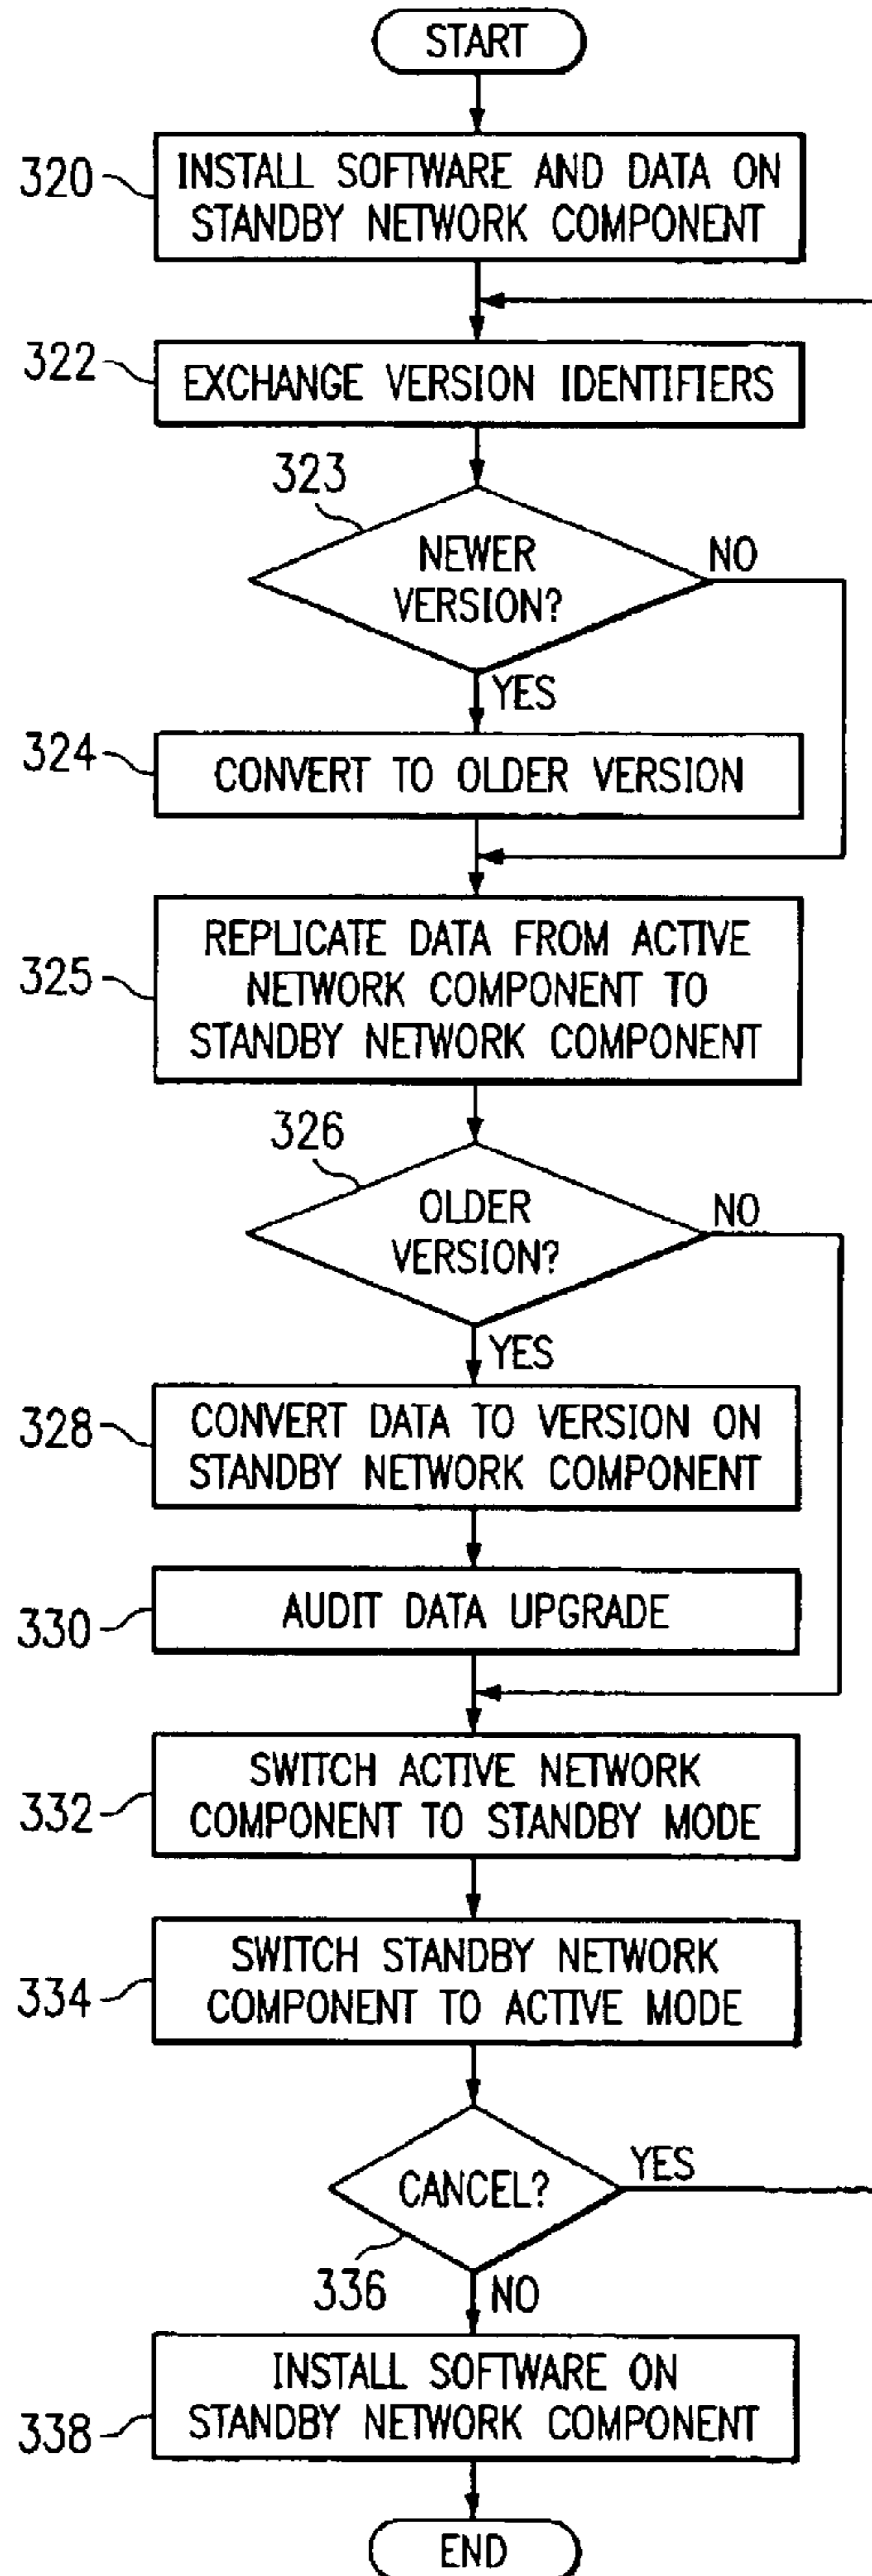 START
320
INSTALL SOFTWARE AND DATA ON
STANDBY NETWORK COMPONENT
322
EXCHANGE VERSION IDENTIFIERS
323
NEWER
VERSION?
NO
YES
324
CONVERT TO OLDER VERSION
325
REPLICATE DATA FROM ACTIVE
NETWORK COMPONENT TO
STANDBY NETWORK COMPONENT
326
OLDER
VERSION?
NO
YES
328
CONVERT DATA TO VERSION ON
STANDBY NETWORK COMPONENT
330
AUDIT DATA UPGRADE
332
SWITCH ACTIVE NETWORK
COMPONENT TO STANDBY MODE
334
SWITCH STANDBY NETWORK
COMPONENT TO ACTIVE MODE
CANCEL?
YES
336
NO
338
INSTALL SOFTWARE ON
STANDBY NETWORK COMPONENT
END